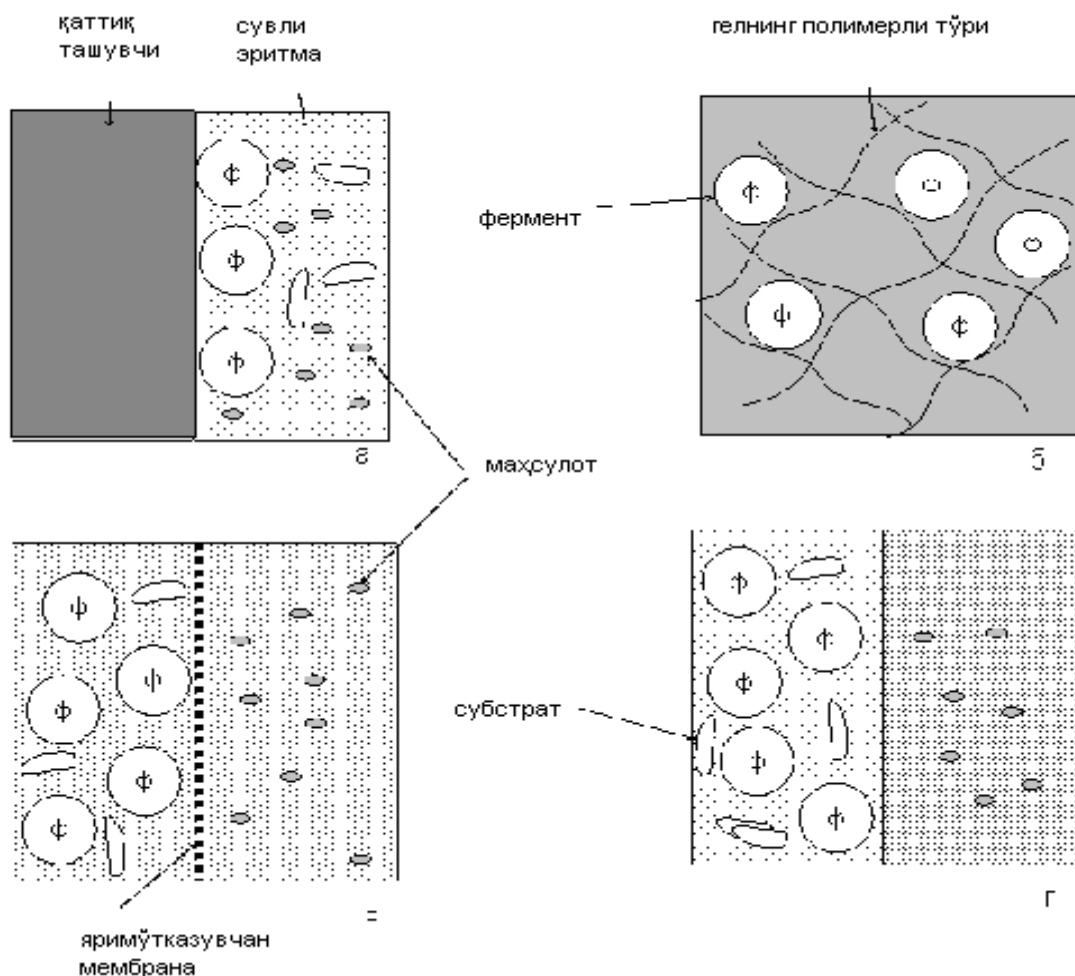 қаттиқ
ташувчи
сувли
эритма
гелнинг полимерли тўри
фермент
б
маҳсулот
субстрат
г
яримўтказувчан
мембрана